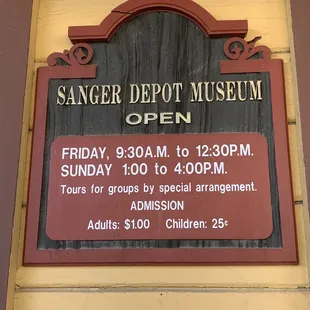 SANGER DEPOT MUSEUM
OPEN
FRIDAY, 9:30A.M. to 12:30P.M.
SUNDAY 1:00 to 4:00P.M.
Tours for groups by special arrangement.
ADMISSION
Adults: $1.00 Children: 25¢